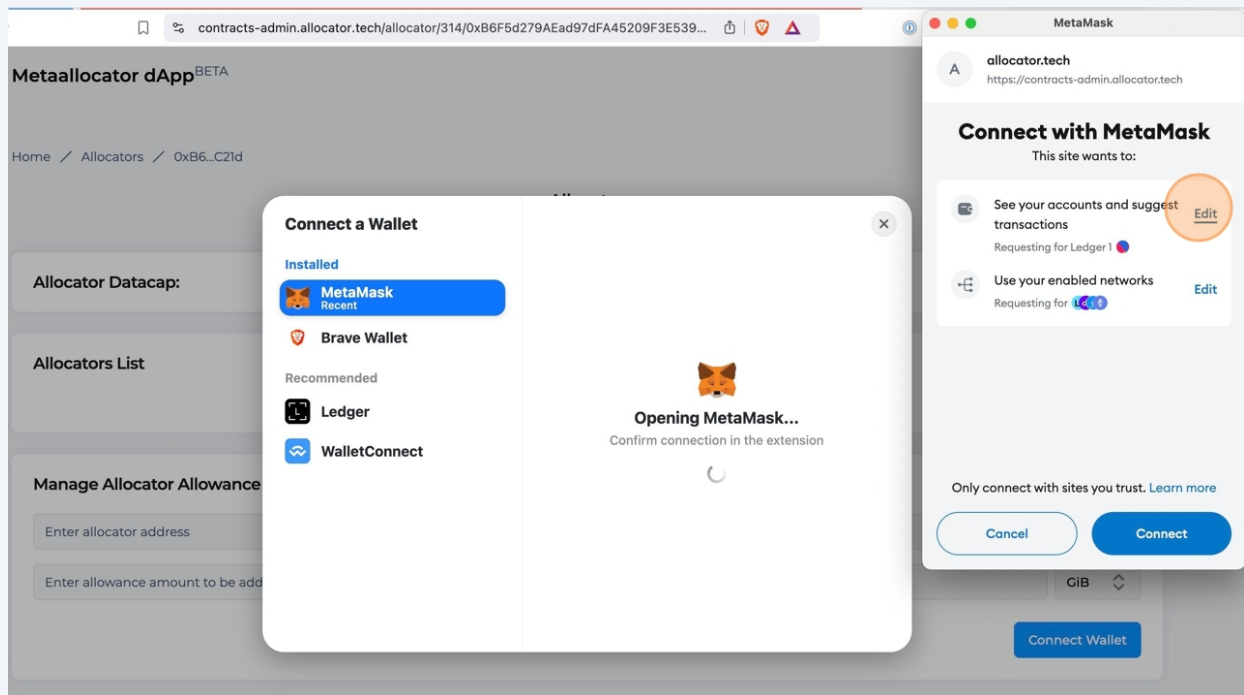 contracts-admin.allocator.tech/allocator/314/0xB6F5d279AEad97dFA45209F3E539...
Metaallocator dApp BETA
Home / Allocators / 0xB6...C21d
Allocator Datacap:
Allocators List
Manage Allocator Allowance
Enter allocator address
Enter allowance amount to be add
GiB
Connect Wallet
Connect a Wallet
Installed
MetaMask
Recent
Brave Wallet
Recommended
Ledger
WalletConnect
Opening MetaMask...
Confirm connection in the extension
MetaMask
A
allocator.tech
https://contracts-admin.allocator.tech
Connect with MetaMask
This site wants to:
See your accounts and suggest
transactions
Edit
Requesting for Ledger 1
Use your enabled networks
Edit
Requesting for
Only connect with sites you trust. Learn more
Cancel
Connect